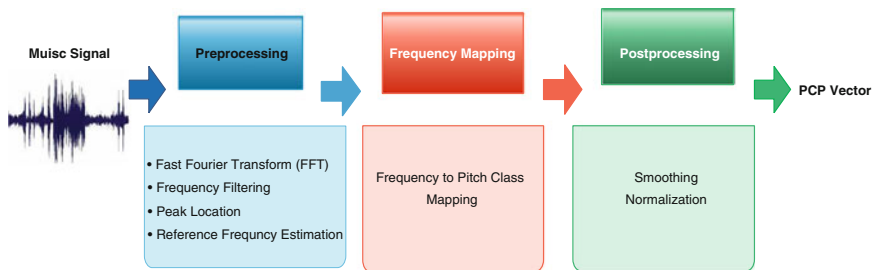 Muisc Signal
Preprocessing
Frequency Mapping
Postprocessing
PCP Vector
• Fast Fourier Transform (FFT)
• Frequency Filtering
• Peak Location
• Reference Frequncy Estimation
Frequency to Pitch Class
Mapping
Smoothing
Normalization